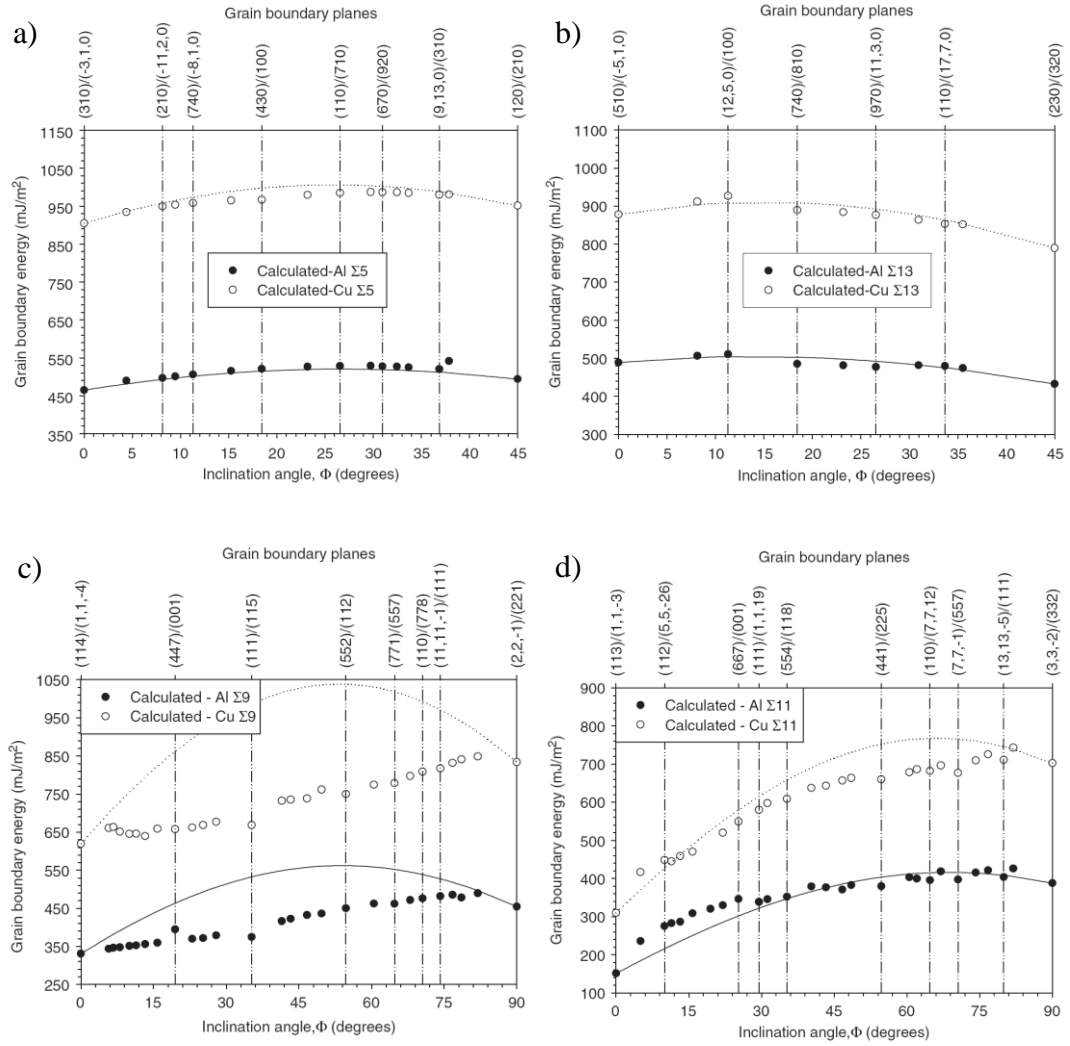 a)
Grain boundary planes
(310)/(-3,1,0)
(210)/(-11,2,0)
(740)/(-8,1,0)
(430)/(100)
(110)/(710)
(670)/(920)
(9,13,0)/(310)
(120)/(210)
Grain boundary energy (mJ/m²)
1150
1050
950
850
750
650
550
450
350
Calculated-Al Σ5
Calculated-Cu Σ5
0 5 10 15 20 25 30 35 40 45
Inclination angle, Φ (degrees)
b)
Grain boundary planes
(510)/(-5,1,0)
(12,5,0)/(100)
(740)/(810)
(970)/(11,3,0)
(110)/(17,7,0)
(230)/(320)
Grain boundary energy (mJ/m²)
1100
1000
900
800
700
600
500
400
300
Calculated-Al Σ13
Calculated-Cu Σ13
0 5 10 15 20 25 30 35 40 45
Inclination angle, Φ (degrees)
c)
Grain boundary planes
(114)/(1,1,-4)
(447)/(001)
(111)/(115)
(552)/(112)
(771)/(557)
(110)/(778)
(11,11,-1)/(111)
(2,2,-1)/(221)
Grain boundary energy (mJ/m²)
1050
950
850
750
650
550
450
350
250
Calculated - Al Σ9
Calculated - Cu Σ9
0 15 30 45 60 75 90
Inclination angle,Φ (degrees)
d)
Grain boundary planes
(113)/(1,1,-3)
(112)/(5,5,-26)
(667)/(001)
(111)/(1,1,19)
(554)/(118)
(441)/(225)
(110)/(7,7,12)
(7,7,-1)/(557)
(13,13,-5)/(111)
(3,3,-2)/(332)
Grain boundary energy (mJ/m²)
900
800
700
600
500
400
300
200
100
Calculated - Al Σ11
Calculated - Cu Σ11
0 15 30 45 60 75 90
Inclination angle,Φ (degrees)